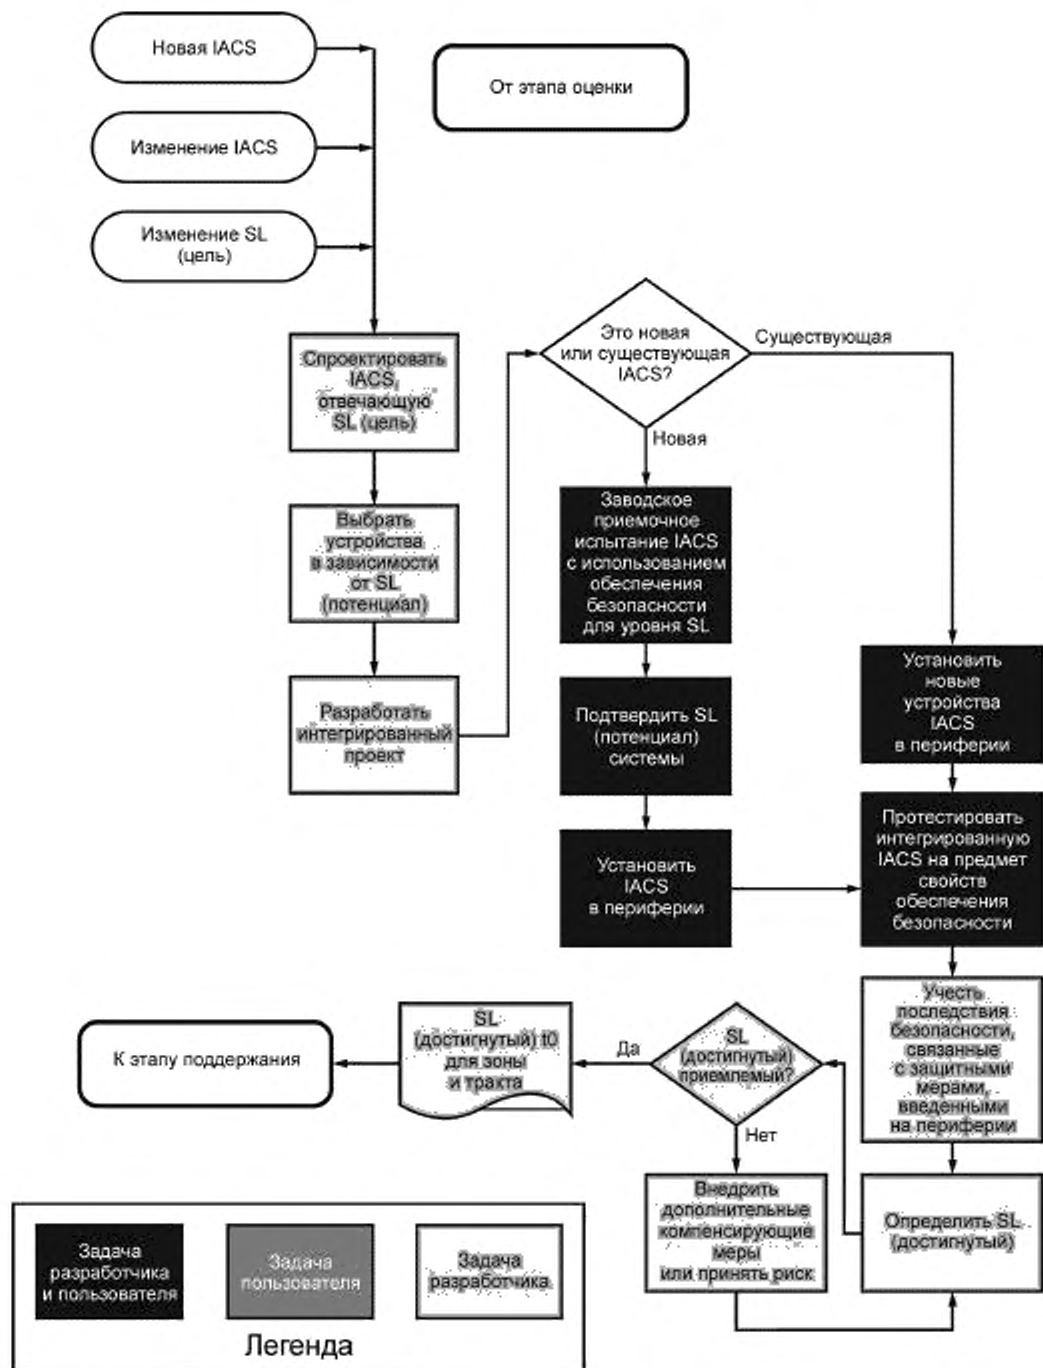 Новая IACS
От этапа оценки
Изменение IACS
Изменение SL
(цель)
Спроектировать
IACS,
отвечающую
SL (цель)
Выбрать
устройства
в зависимости
от SL
(потенциал)
Разработать
интегрированный
проект
Это новая
или существующая
IACS?
Существующая
Новая
Заводское
приемочное
испытание IACS
с использованием
обеспечения
безопасности
для уровня SL
Подтвердить SL
(потенциал)
системы
Установить
IACS
в периферии
Установить
новые
устройства
IACS
в периферии
Протестировать
интегрированную
IACS на предмет
свойств
обеспечения
безопасности
Учесть
последствия
безопасности,
связанные
с защитными
мерами,
введенными
на периферии
Определить SL
(достигнутый)
SL
(достигнутый)
приемлемый?
Да
Нет
Внедрить
дополнительные
компенсирующие
меры
или принять риск
SL
(достигнутый) t0
для зоны
и тракта
К этапу поддержания
Задача
разработчика
и пользователя
Задача
пользователя
Задача
разработчика
Легенда